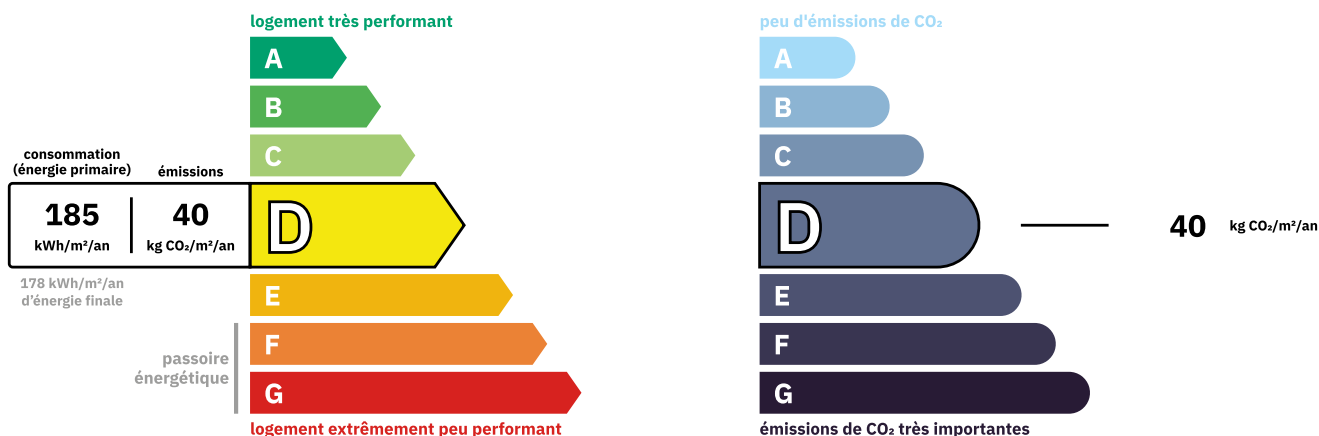 logement très performant
A
B
C
consommation
(énergie primaire)
émissions
185
kWh/m²/an
40
kg CO₂/m²/an
D
178 kWh/m²/an
d’énergie finale
E
passoire
énergétique
F
G
logement extrêmement peu performant
peu d'émissions de CO₂
A
B
C
D
40 kg CO₂/m²/an
E
F
G
émissions de CO₂ très importantes